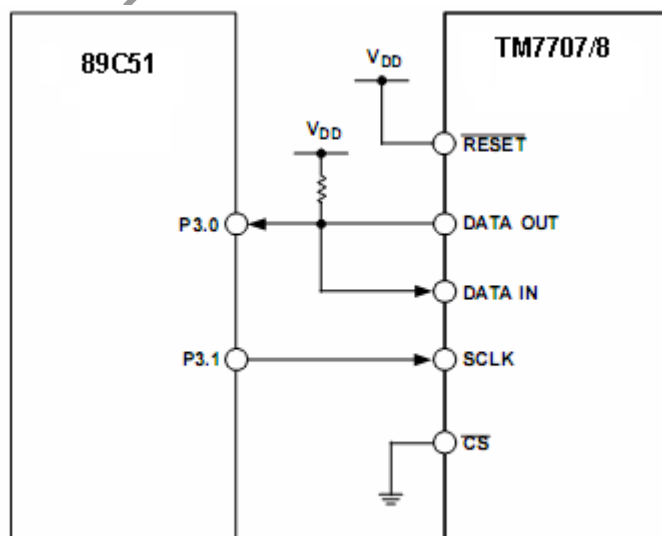 89C51
TM7707/8
VDD
RESET
VDD
P3.0
DATA OUT
DATA IN
P3.1
SCLK
CS